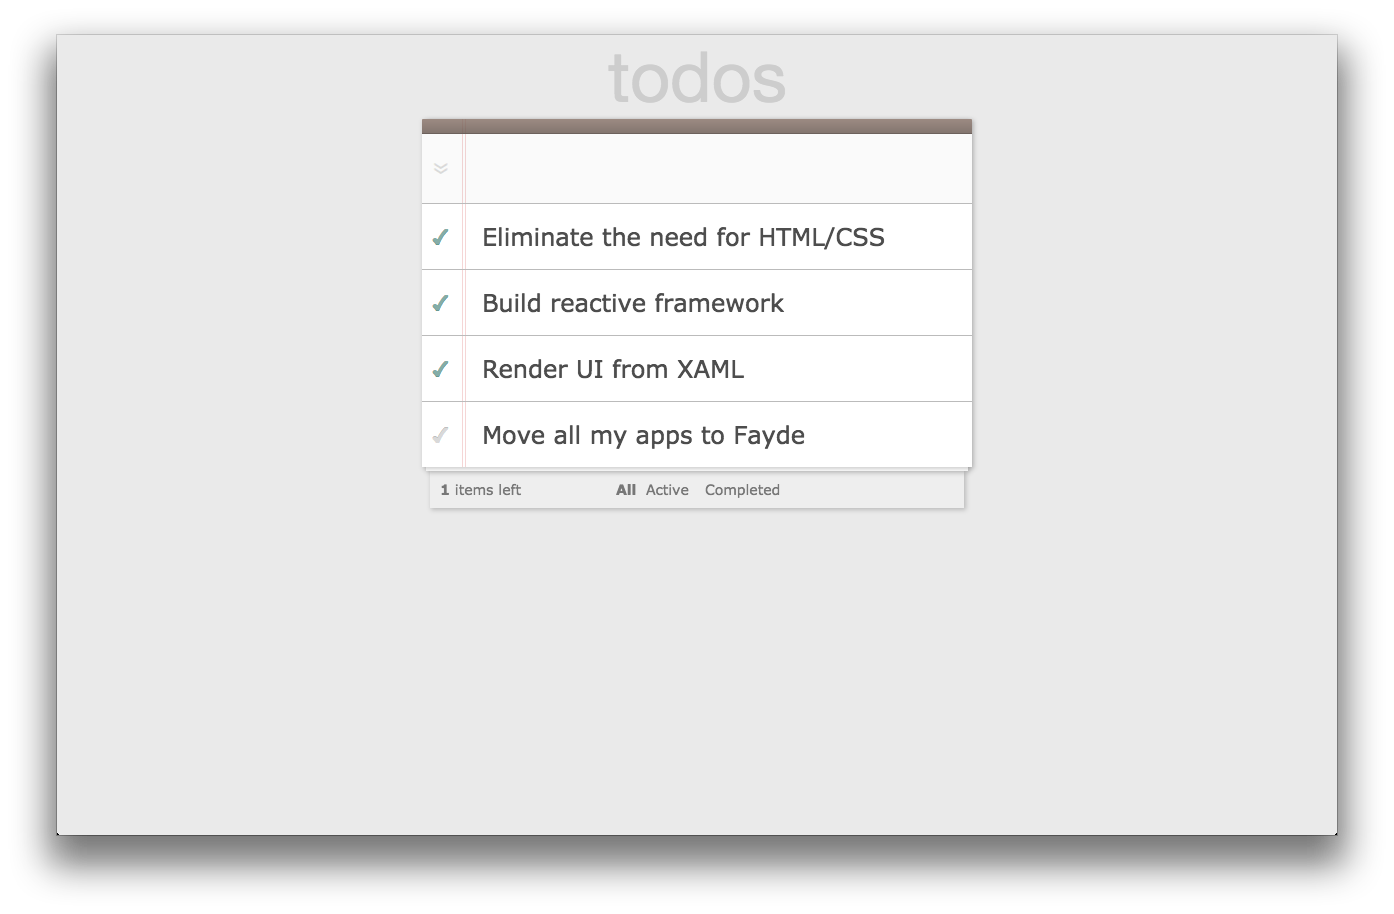 todos
Eliminate the need for HTML/CSS
Build reactive framework
Render UI from XAML
Move all my apps to Fayde
1 items left All Active Completed